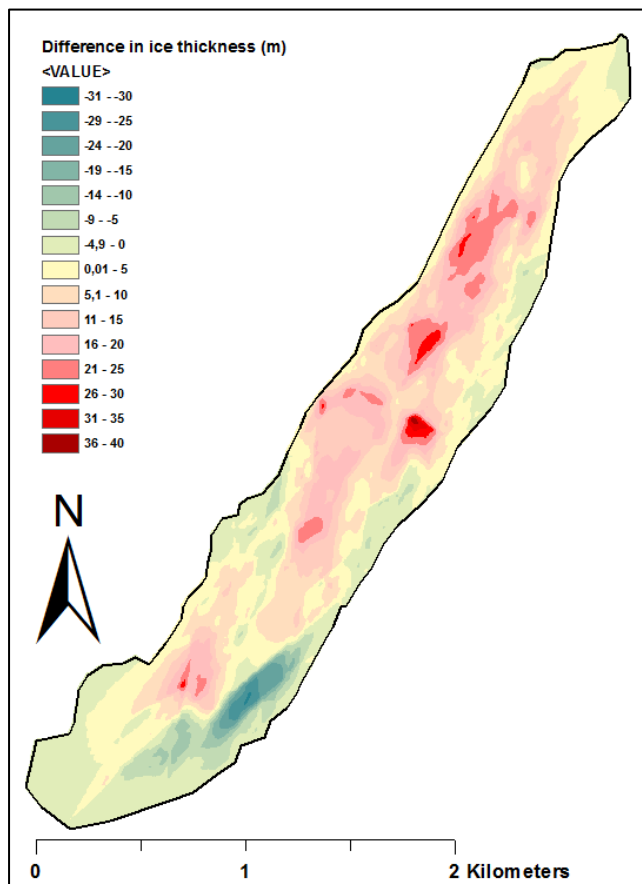 Difference in ice thickness (m)
<VALUE>
-31 - -30
-29 - -25
-24 - -20
-19 - -15
-14 - -10
-9 - -5
-4,9 - 0
0,01 - 5
5,1 - 10
11 - 15
16 - 20
21 - 25
26 - 30
31 - 35
36 - 40
N
0 1 2 Kilometers